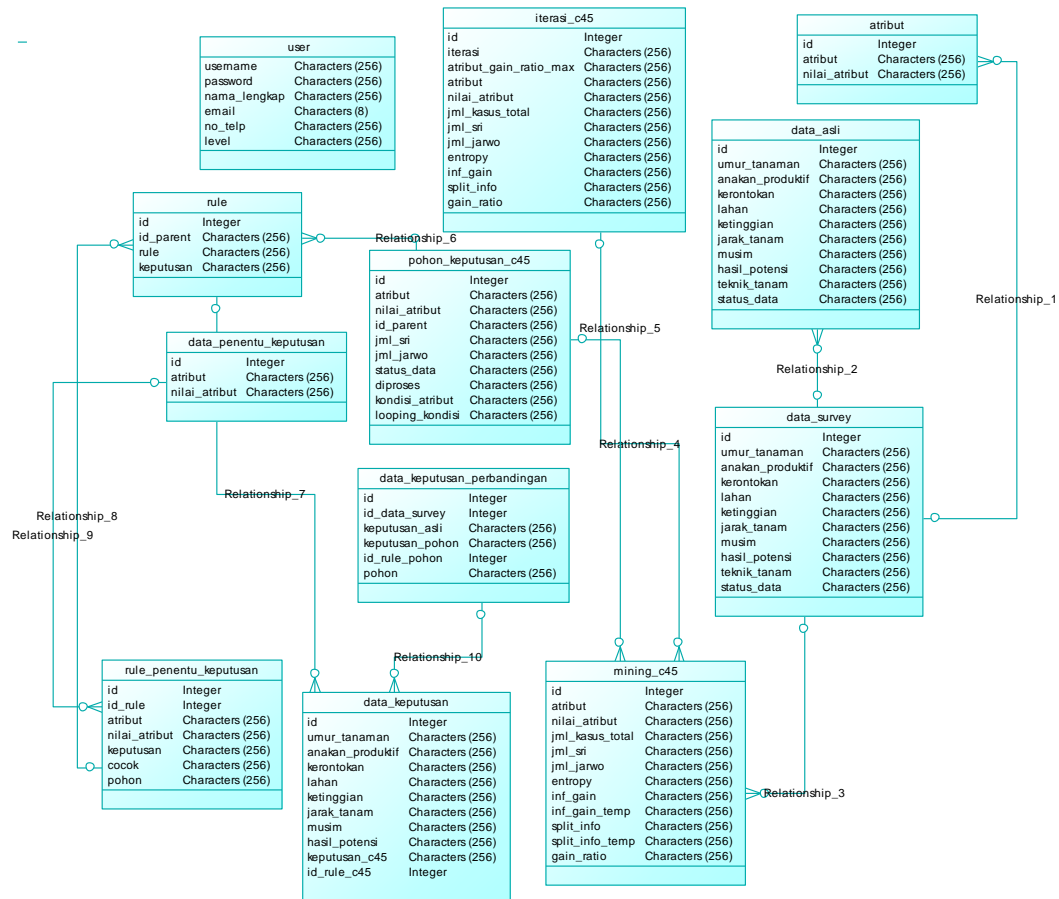 user
username Characters (256)
password Characters (256)
nama_lengkap Characters (256)
email Characters (8)
no_telp Characters (256)
level Characters (256)
iterasi_c45
id Integer
iterasi Characters (256)
atribut_gain_ratio_max Characters (256)
atribut Characters (256)
nilai_atribut Characters (256)
jml_kasus_total Characters (256)
jml_sri Characters (256)
jml_jarwo Characters (256)
entropy Characters (256)
inf_gain Characters (256)
split_info Characters (256)
gain_ratio Characters (256)
atribut
id Integer
atribut Characters (256)
nilai_atribut Characters (256)
data_asli
id Integer
umur_tanaman Characters (256)
anakan_produktif Characters (256)
kerontokan Characters (256)
lahan Characters (256)
ketinggian Characters (256)
jarak_tanam Characters (256)
musim Characters (256)
hasil_potensi Characters (256)
teknik_tanam Characters (256)
status_data Characters (256)
rule
id Integer
id_parent Characters (256)
rule Characters (256)
keputusan Characters (256)
Relationship_6
pohon_keputusan_c45
id Integer
atribut Characters (256)
nilai_atribut Characters (256)
id_parent Characters (256)
jml_sri Characters (256)
jml_jarwo Characters (256)
status_data Characters (256)
diproses Characters (256)
kondisi_atribut Characters (256)
looping_kondisi Characters (256)
Relationship_5
Relationship_1
data_penentu_keputusan
id Integer
atribut Characters (256)
nilai_atribut Characters (256)
Relationship_2
data_survey
id Integer
umur_tanaman Characters (256)
anakan_produktif Characters (256)
kerontokan Characters (256)
lahan Characters (256)
ketinggian Characters (256)
jarak_tanam Characters (256)
musim Characters (256)
hasil_potensi Characters (256)
teknik_tanam Characters (256)
status_data Characters (256)
Relationship_4
data_keputusan_perbandingan
id Integer
id_data_survey Integer
keputusan_asli Characters (256)
keputusan_pohon Characters (256)
id_rule_pohon Integer
pohon Characters (256)
Relationship_7
Relationship_8
Relationship_9
Relationship_10
rule_penentu_keputusan
id Integer
id_rule Integer
atribut Characters (256)
nilai_atribut Characters (256)
keputusan Characters (256)
cocok Characters (256)
pohon Characters (256)
data_keputusan
id Integer
umur_tanaman Characters (256)
anakan_produktif Characters (256)
kerontokan Characters (256)
lahan Characters (256)
ketinggian Characters (256)
jarak_tanam Characters (256)
musim Characters (256)
hasil_potensi Characters (256)
keputusan_c45 Characters (256)
id_rule_c45 Integer
mining_c45
id Integer
atribut Characters (256)
nilai_atribut Characters (256)
jml_kasus_total Characters (256)
jml_sri Characters (256)
jml_jarwo Characters (256)
entropy Characters (256)
inf_gain Characters (256)
inf_gain_temp Characters (256)
split_info Characters (256)
split_info_temp Characters (256)
gain_ratio Characters (256)
Relationship_3